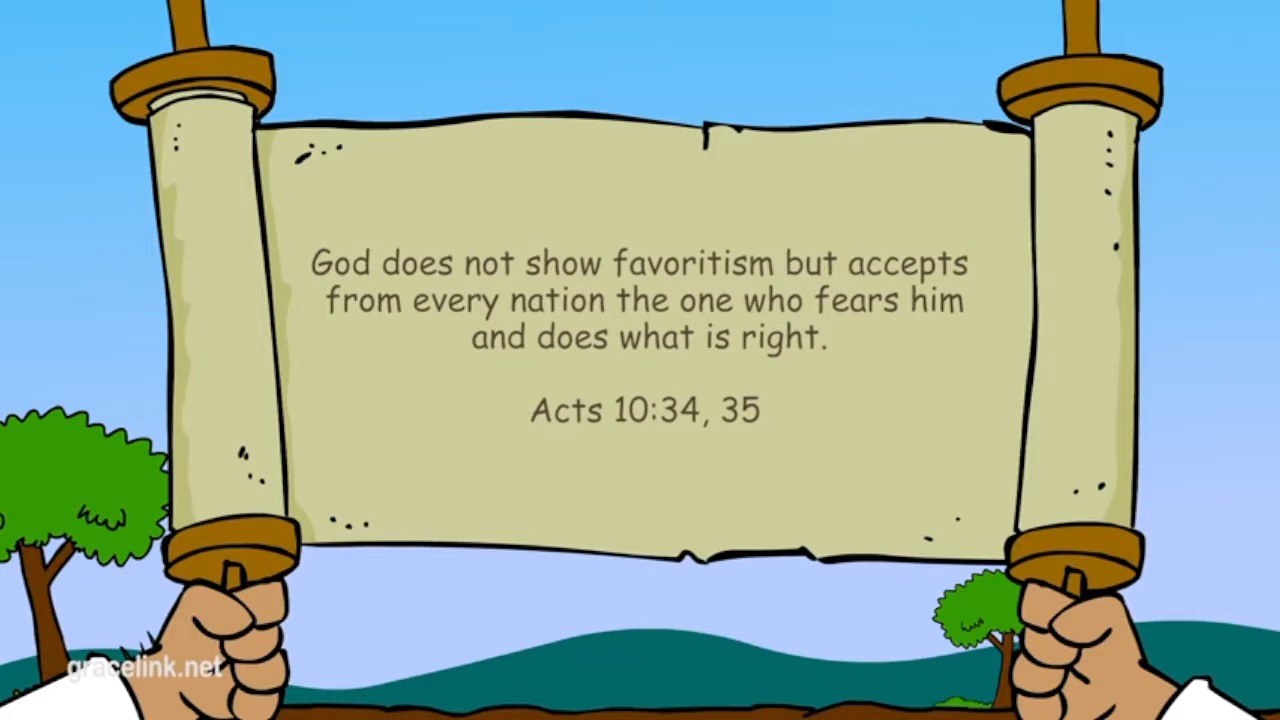 God does not show favoritism but accepts
from every nation the one who fears him
and does what is right.
Acts 10:34, 35
gracelink.net